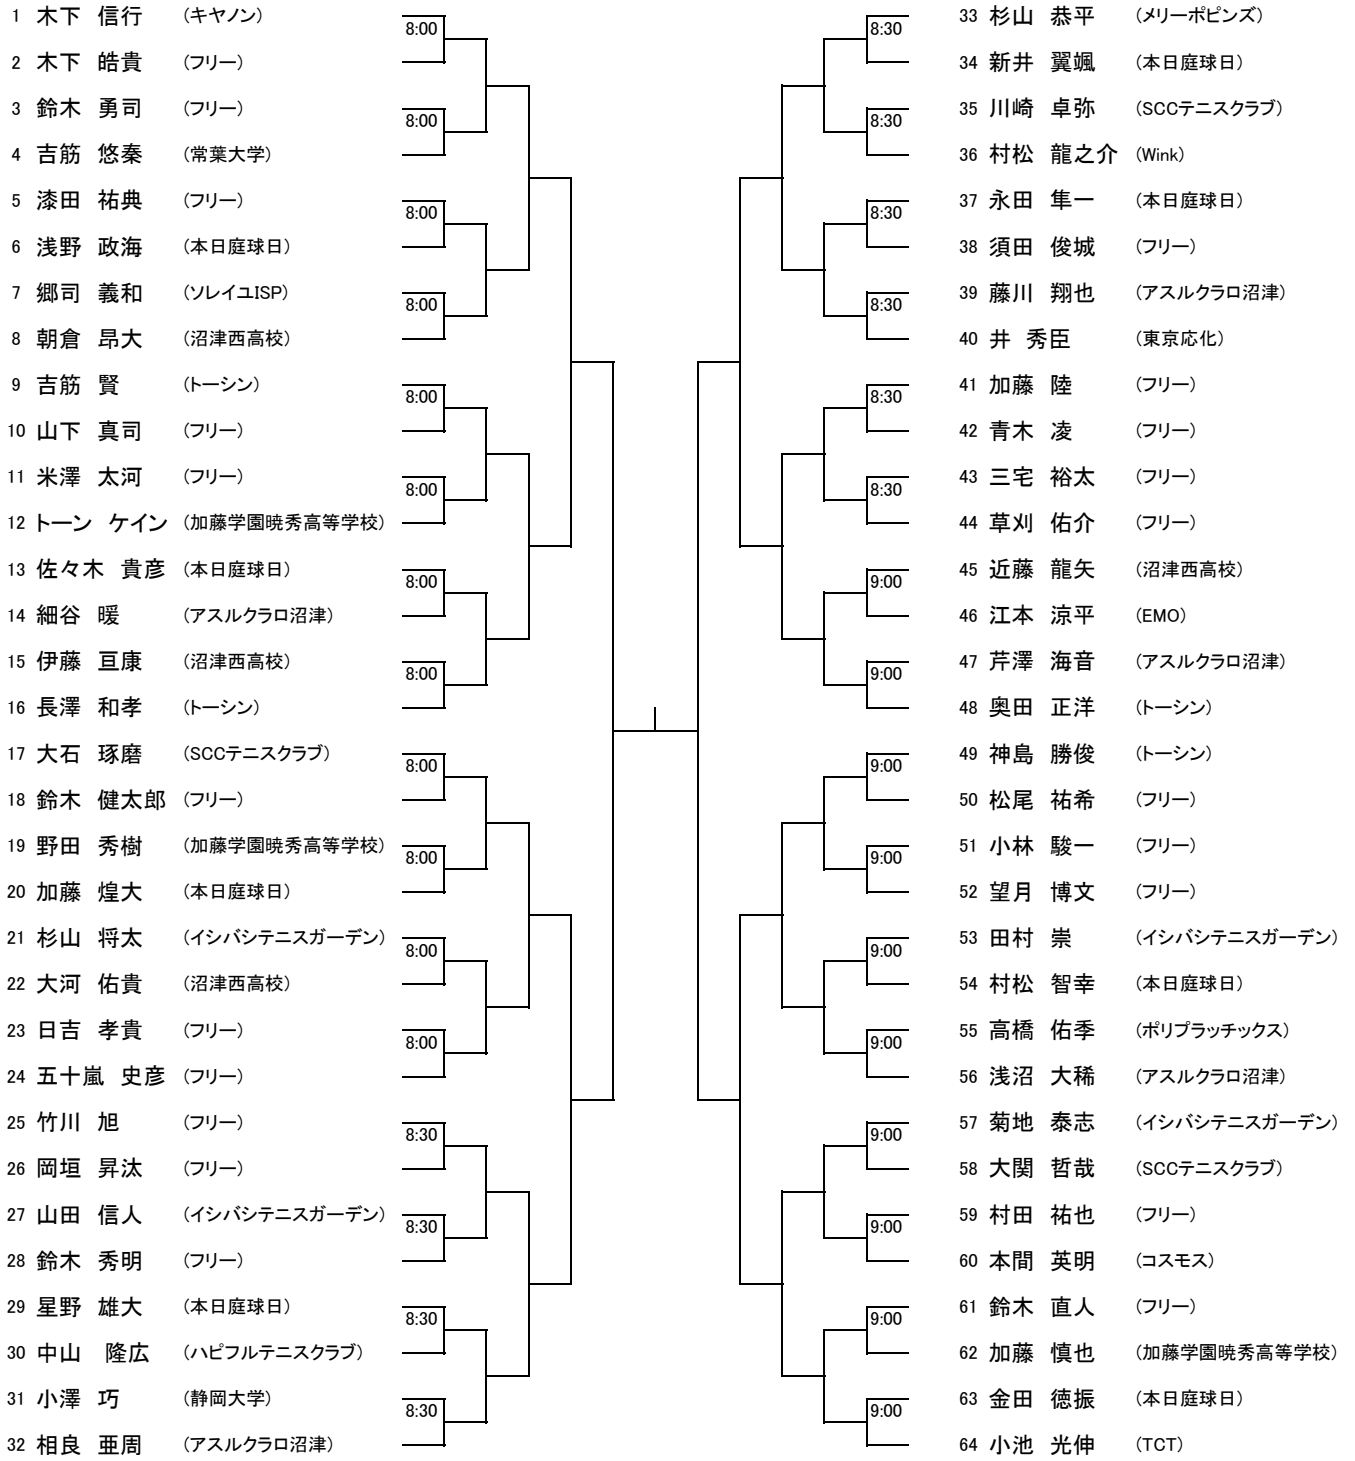 1 木下 信行 (キヤノン)
8:00
2 木下 皓貴 (フリー)
3 鈴木 勇司 (フリー)
8:00
4 吉筋 悠秦 (常葉大学)
5 漆田 祐典 (フリー)
8:00
6 浅野 政海 (本日庭球日)
7 郷司 義和 (ソレイユISP)
8:00
8 朝倉 昂大 (沼津西高校)
9 吉筋 賢 (トーシン)
8:00
10 山下 真司 (フリー)
11 米澤 太河 (フリー)
8:00
12 トーン ケイン (加藤学園暁秀高等学校)
13 佐々木 貴彦 (本日庭球日)
8:00
14 細谷 暖 (アスルクラロ沼津)
15 伊藤 亘康 (沼津西高校)
8:00
16 長澤 和孝 (トーシン)
17 大石 琢磨 (SCCテニスクラブ)
8:00
18 鈴木 健太郎 (フリー)
19 野田 秀樹 (加藤学園暁秀高等学校)
8:00
20 加藤 煌大 (本日庭球日)
21 杉山 将太 (イシバシテニスガーデン)
8:00
22 大河 佑貴 (沼津西高校)
23 日吉 孝貴 (フリー)
8:00
24 五十嵐 史彦 (フリー)
25 竹川 旭 (フリー)
8:30
26 岡垣 昇汰 (フリー)
27 山田 信人 (イシバシテニスガーデン)
8:30
28 鈴木 秀明 (フリー)
29 星野 雄大 (本日庭球日)
8:30
30 中山 隆広 (ハピフルテニスクラブ)
31 小澤 巧 (静岡大学)
8:30
32 相良 亜周 (アスルクラロ沼津)
33 杉山 恭平 (メリーポピンズ)
8:30
34 新井 翼颯 (本日庭球日)
35 川崎 卓弥 (SCCテニスクラブ)
8:30
36 村松 龍之介 (Wink)
37 永田 隼一 (本日庭球日)
8:30
38 須田 俊城 (フリー)
39 藤川 翔也 (アスルクラロ沼津)
8:30
40 井 秀臣 (東京応化)
41 加藤 陸 (フリー)
8:30
42 青木 凌 (フリー)
43 三宅 裕太 (フリー)
8:30
44 草刈 佑介 (フリー)
45 近藤 龍矢 (沼津西高校)
9:00
46 江本 涼平 (EMO)
47 芹澤 海音 (アスルクラロ沼津)
9:00
48 奥田 正洋 (トーシン)
49 神島 勝俊 (トーシン)
9:00
50 松尾 祐希 (フリー)
51 小林 駿一 (フリー)
9:00
52 望月 博文 (フリー)
53 田村 崇 (イシバシテニスガーデン)
9:00
54 村松 智幸 (本日庭球日)
55 高橋 佑季 (ポリプラッチックス)
9:00
56 浅沼 大稀 (アスルクラロ沼津)
57 菊地 泰志 (イシバシテニスガーデン)
9:00
58 大関 哲哉 (SCCテニスクラブ)
59 村田 祐也 (フリー)
9:00
60 本間 英明 (コスモス)
61 鈴木 直人 (フリー)
9:00
62 加藤 慎也 (加藤学園暁秀高等学校)
63 金田 徳振 (本日庭球日)
9:00
64 小池 光伸 (TCT)